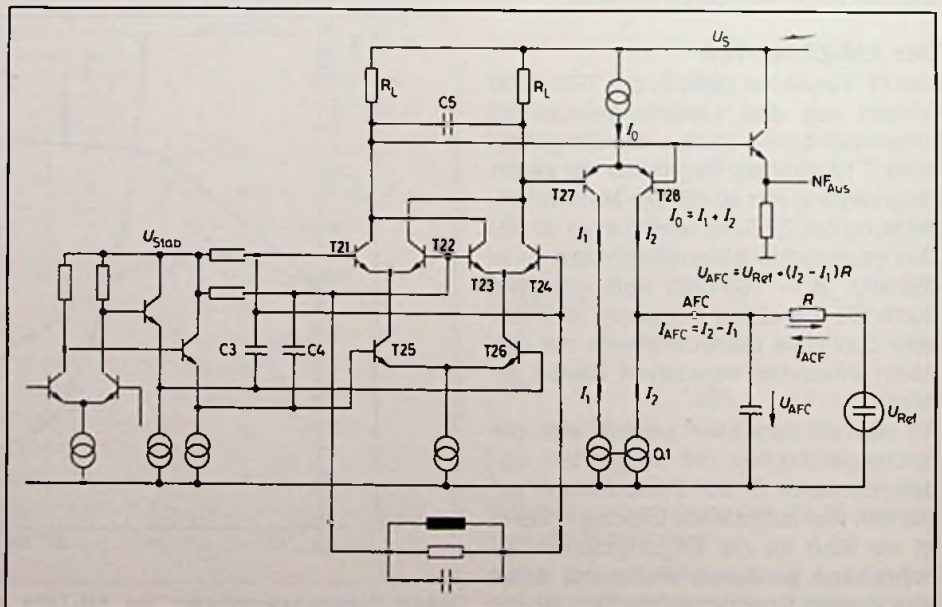 U_S
R_L
R_L
C5
I_0
T27
T28
NF_Aus
I_0 = I_1 + I_2
I_1
I_2
U_Stab
T21
T22
T23
T24
U_AFC = U_Ref + (I_2 - I_1) R
AFC
R
I_AFC = I_2 - I_1
I_ACF
C3
C4
T25
T26
I_1
I_2
U_AFC
U_Ref
Q1